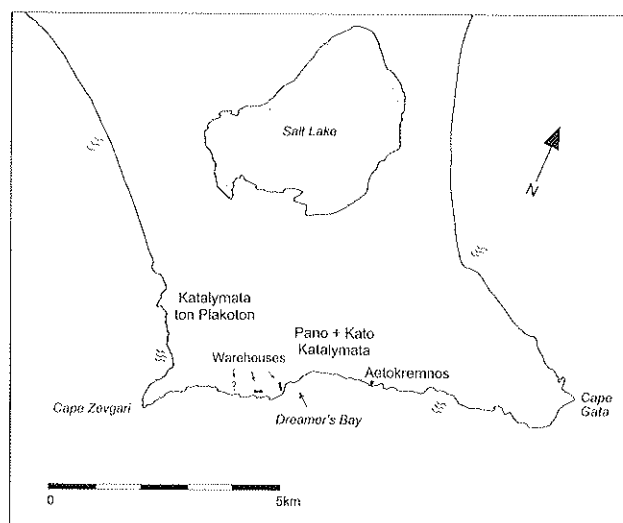 Salt Lake
N
Katalymata
ton Plakoton
Pano + Kato
Katalymata
Warehouses
Aetokremnos
?
Cape Zevgari
Dreamer's Bay
Cape
Gata
0
5km